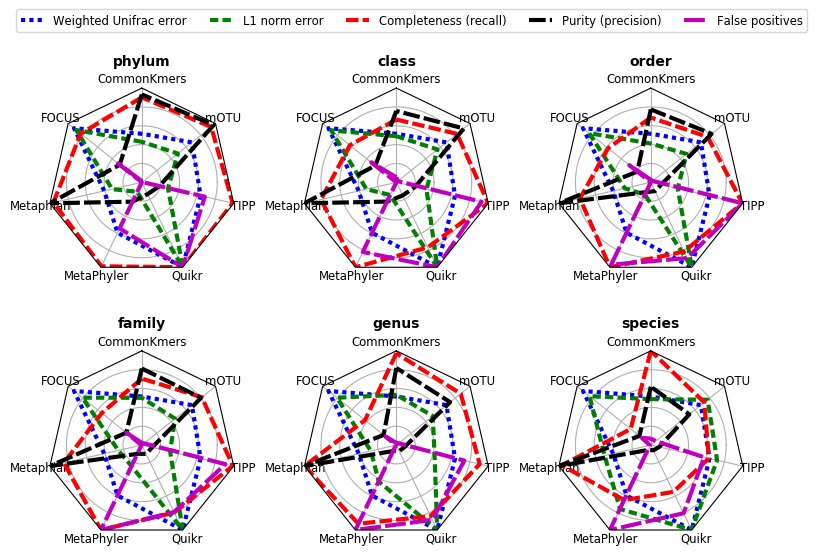 Weighted Unifrac error L1 norm error Completeness (recall) Purity (precision) False positives
phylum class order
CommonKmers CommonKmers CommonKmers
FOCUS mOTU FOCUS mOTU FOCUS mOTU
Metaphlan TIPP Metaphlan TIPP Metaphlan TIPP
MetaPhyler Quikr MetaPhyler Quikr MetaPhyler Quikr
family genus species
CommonKmers CommonKmers CommonKmers
FOCUS mOTU FOCUS mOTU FOCUS mOTU
Metaphlan TIPP Metaphlan TIPP Metaphlan TIPP
MetaPhyler Quikr MetaPhyler Quikr MetaPhyler Quikr